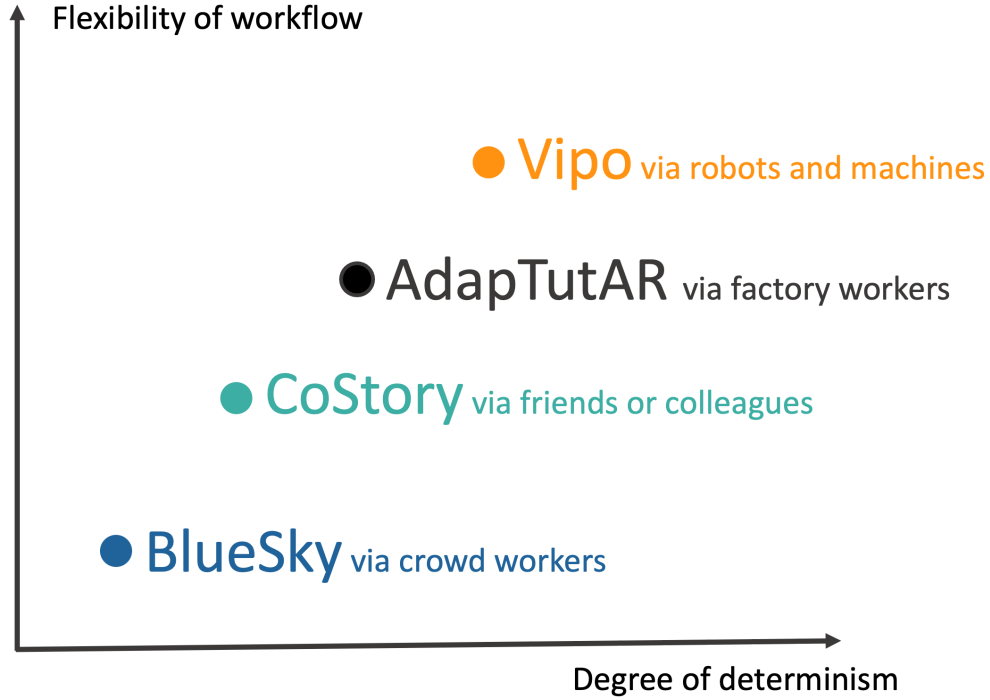 Flexibility of workflow
Vipo via robots and machines
AdapTutAR via factory workers
CoStory via friends or colleagues
BlueSky via crowd workers
Degree of determinism